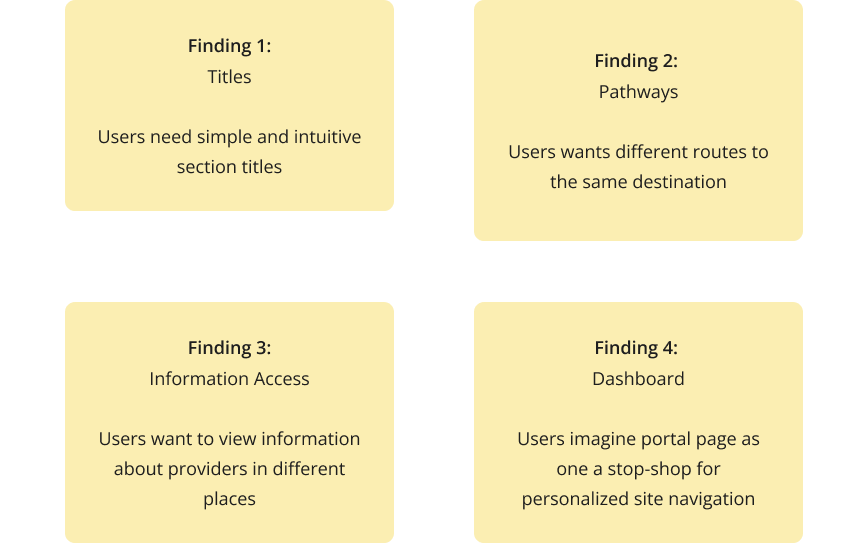 Finding 1:
Titles
Users need simple and intuitive
section titles
Finding 2:
Pathways
Users wants different routes to
the same destination
Finding 3:
Information Access
Users want to view information
about providers in different
places
Finding 4:
Dashboard
Users imagine portal page as
one a stop-shop for
personalized site navigation